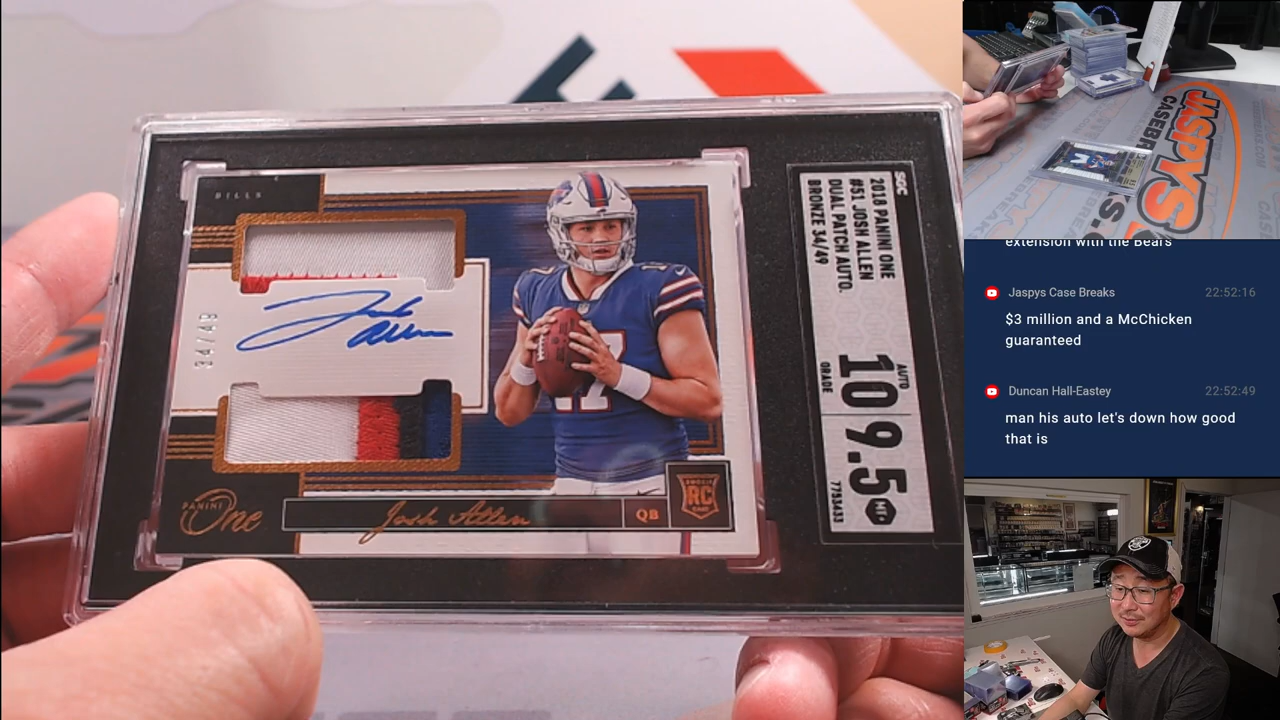 BILLS
34/49
Josh Allen
PANINI
One
Josh Allen
QB
RC
17
SGC
2018 PANINI ONE
#51 JOSH ALLEN
DUAL PATCH AUTO.
BRONZE 34/49
AUTO
10
GRADE
9.5
MT+
7753433
JASPYS
CASEBR
extension with the Bears
Jaspys Case Breaks 22:52:16
$3 million and a McChicken
guaranteed
Duncan Hall-Eastey 22:52:49
man his auto let's down how good
that is